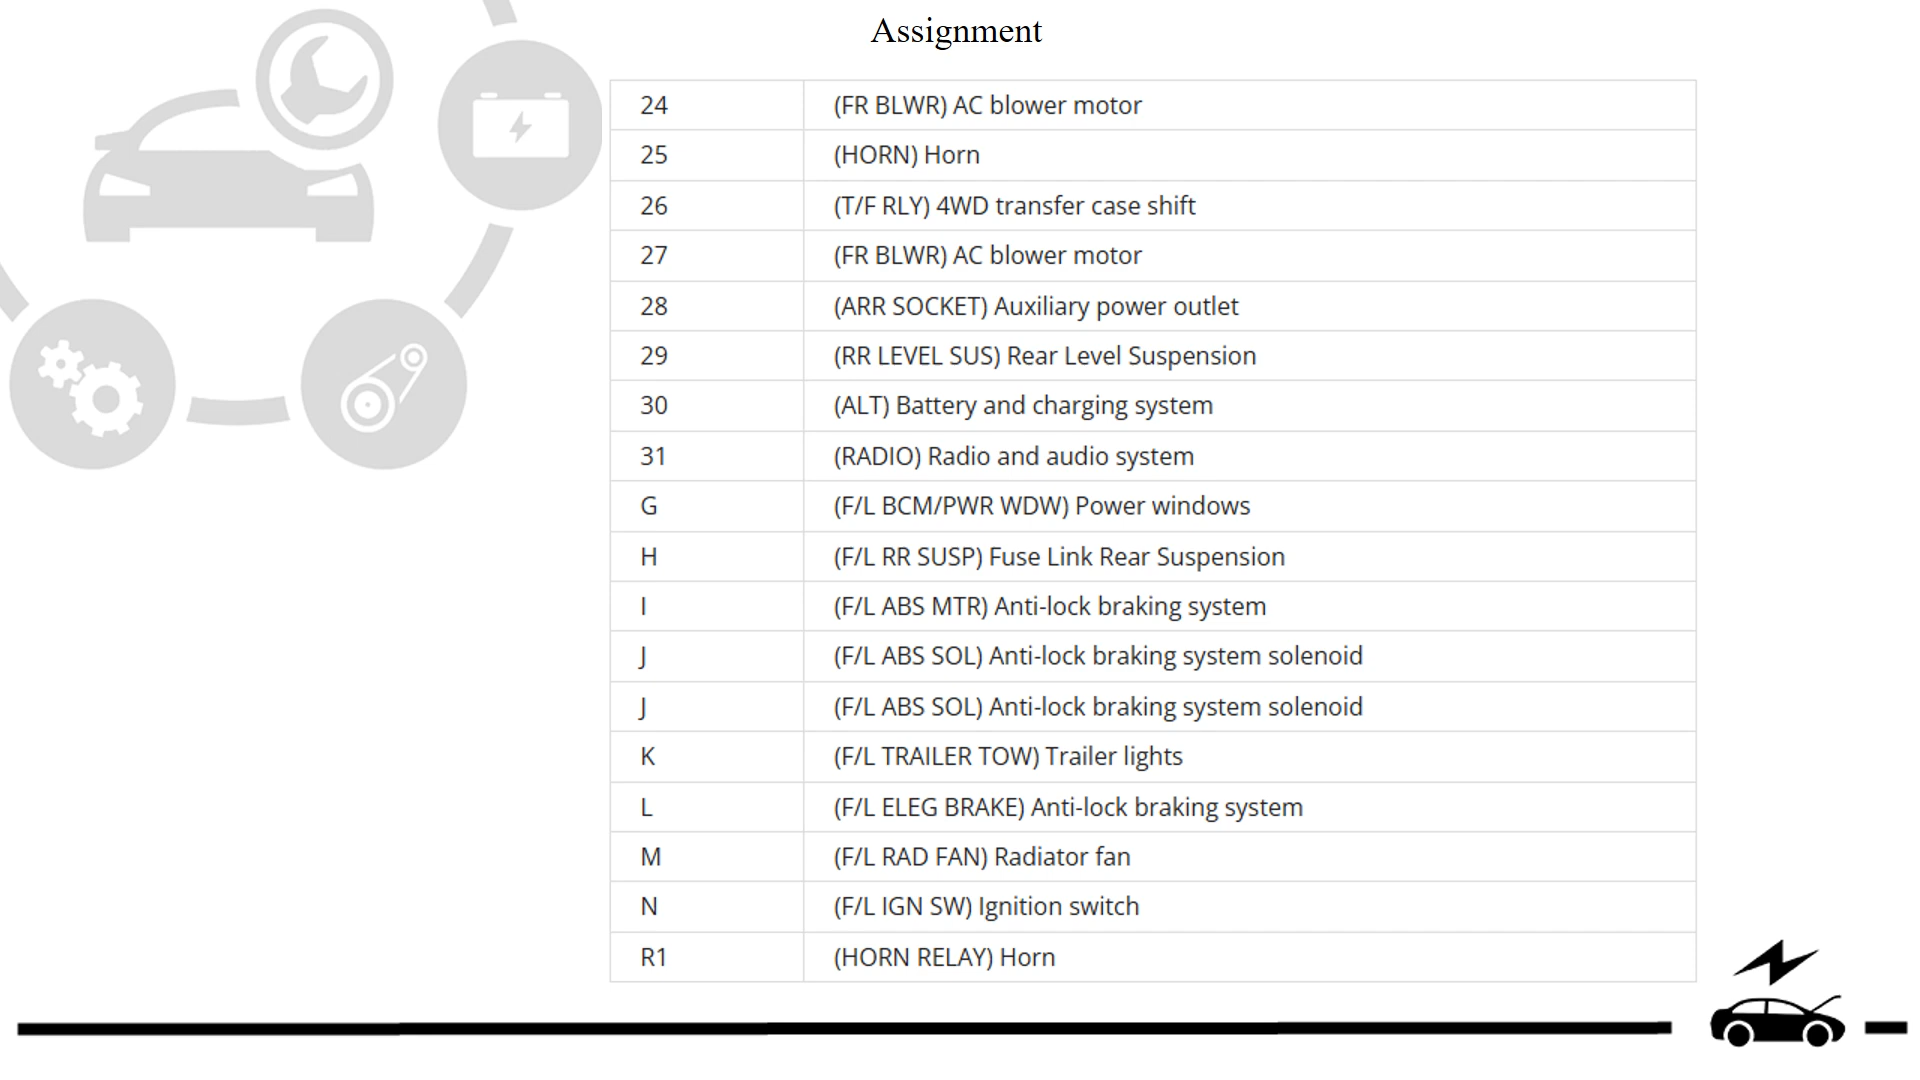 Assignment
24 (FR BLWR) AC blower motor
25 (HORN) Horn
26 (T/F RLY) 4WD transfer case shift
27 (FR BLWR) AC blower motor
28 (ARR SOCKET) Auxiliary power outlet
29 (RR LEVEL SUS) Rear Level Suspension
30 (ALT) Battery and charging system
31 (RADIO) Radio and audio system
G (F/L BCM/PWR WDW) Power windows
H (F/L RR SUSP) Fuse Link Rear Suspension
I (F/L ABS MTR) Anti-lock braking system
J (F/L ABS SOL) Anti-lock braking system solenoid
J (F/L ABS SOL) Anti-lock braking system solenoid
K (F/L TRAILER TOW) Trailer lights
L (F/L ELEG BRAKE) Anti-lock braking system
M (F/L RAD FAN) Radiator fan
N (F/L IGN SW) Ignition switch
R1 (HORN RELAY) Horn